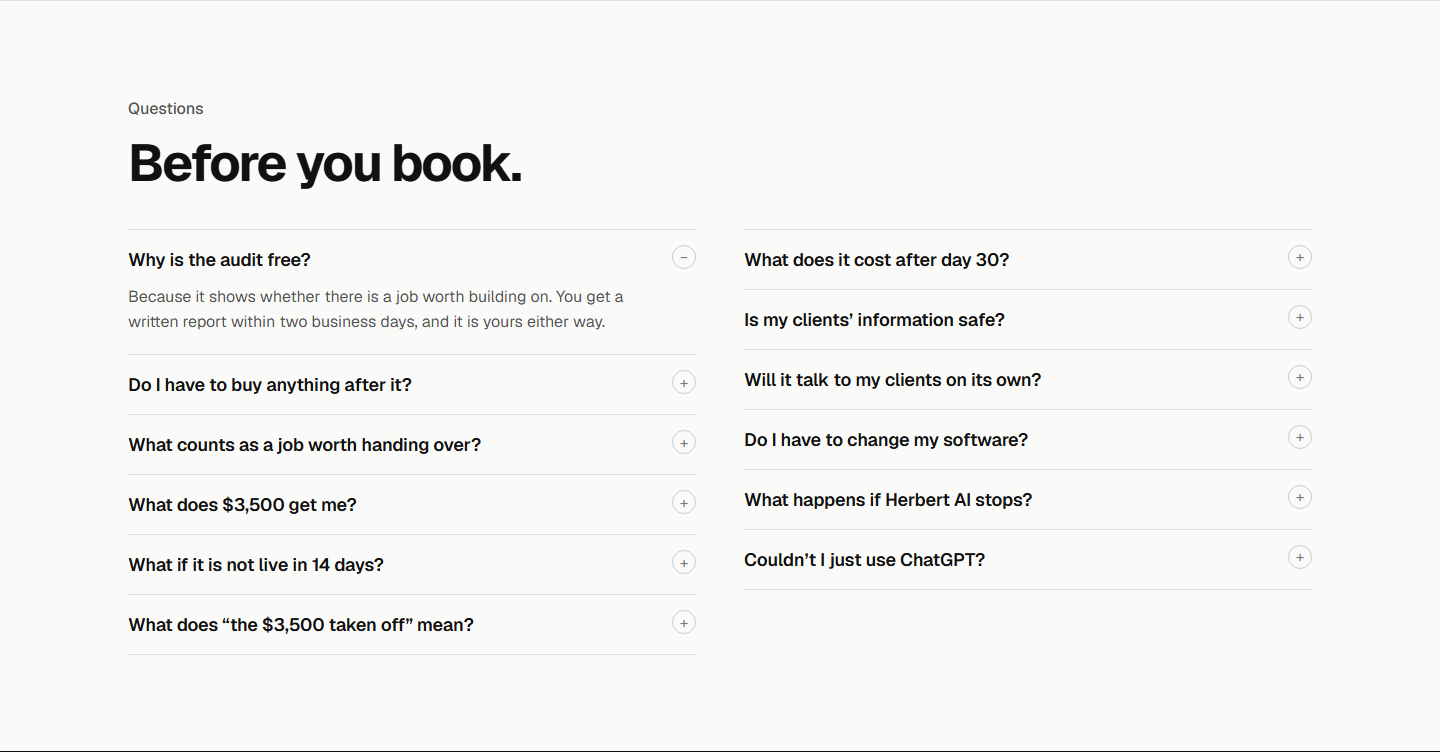 Questions
Before you book.
Why is the audit free?
Because it shows whether there is a job worth building on. You get a
written report within two business days, and it is yours either way.
Do I have to buy anything after it?
What counts as a job worth handing over?
What does $3,500 get me?
What if it is not live in 14 days?
What does “the $3,500 taken off” mean?
What does it cost after day 30?
Is my clients’ information safe?
Will it talk to my clients on its own?
Do I have to change my software?
What happens if Herbert AI stops?
Couldn’t I just use ChatGPT?